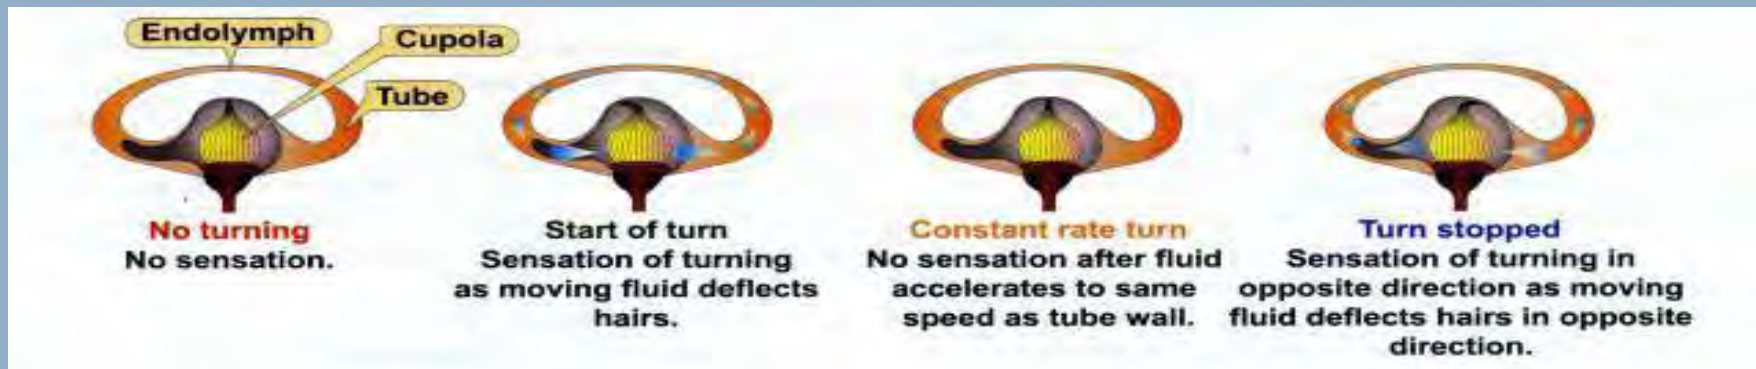 Endolymph
Cupola
Tube
No turning
No sensation.
Start of turn
Sensation of turning
as moving fluid deflects
hairs.
Constant rate turn
No sensation after fluid
accelerates to same
speed as tube wall.
Turn stopped
Sensation of turning in
opposite direction as moving
fluid deflects hairs in opposite
direction.